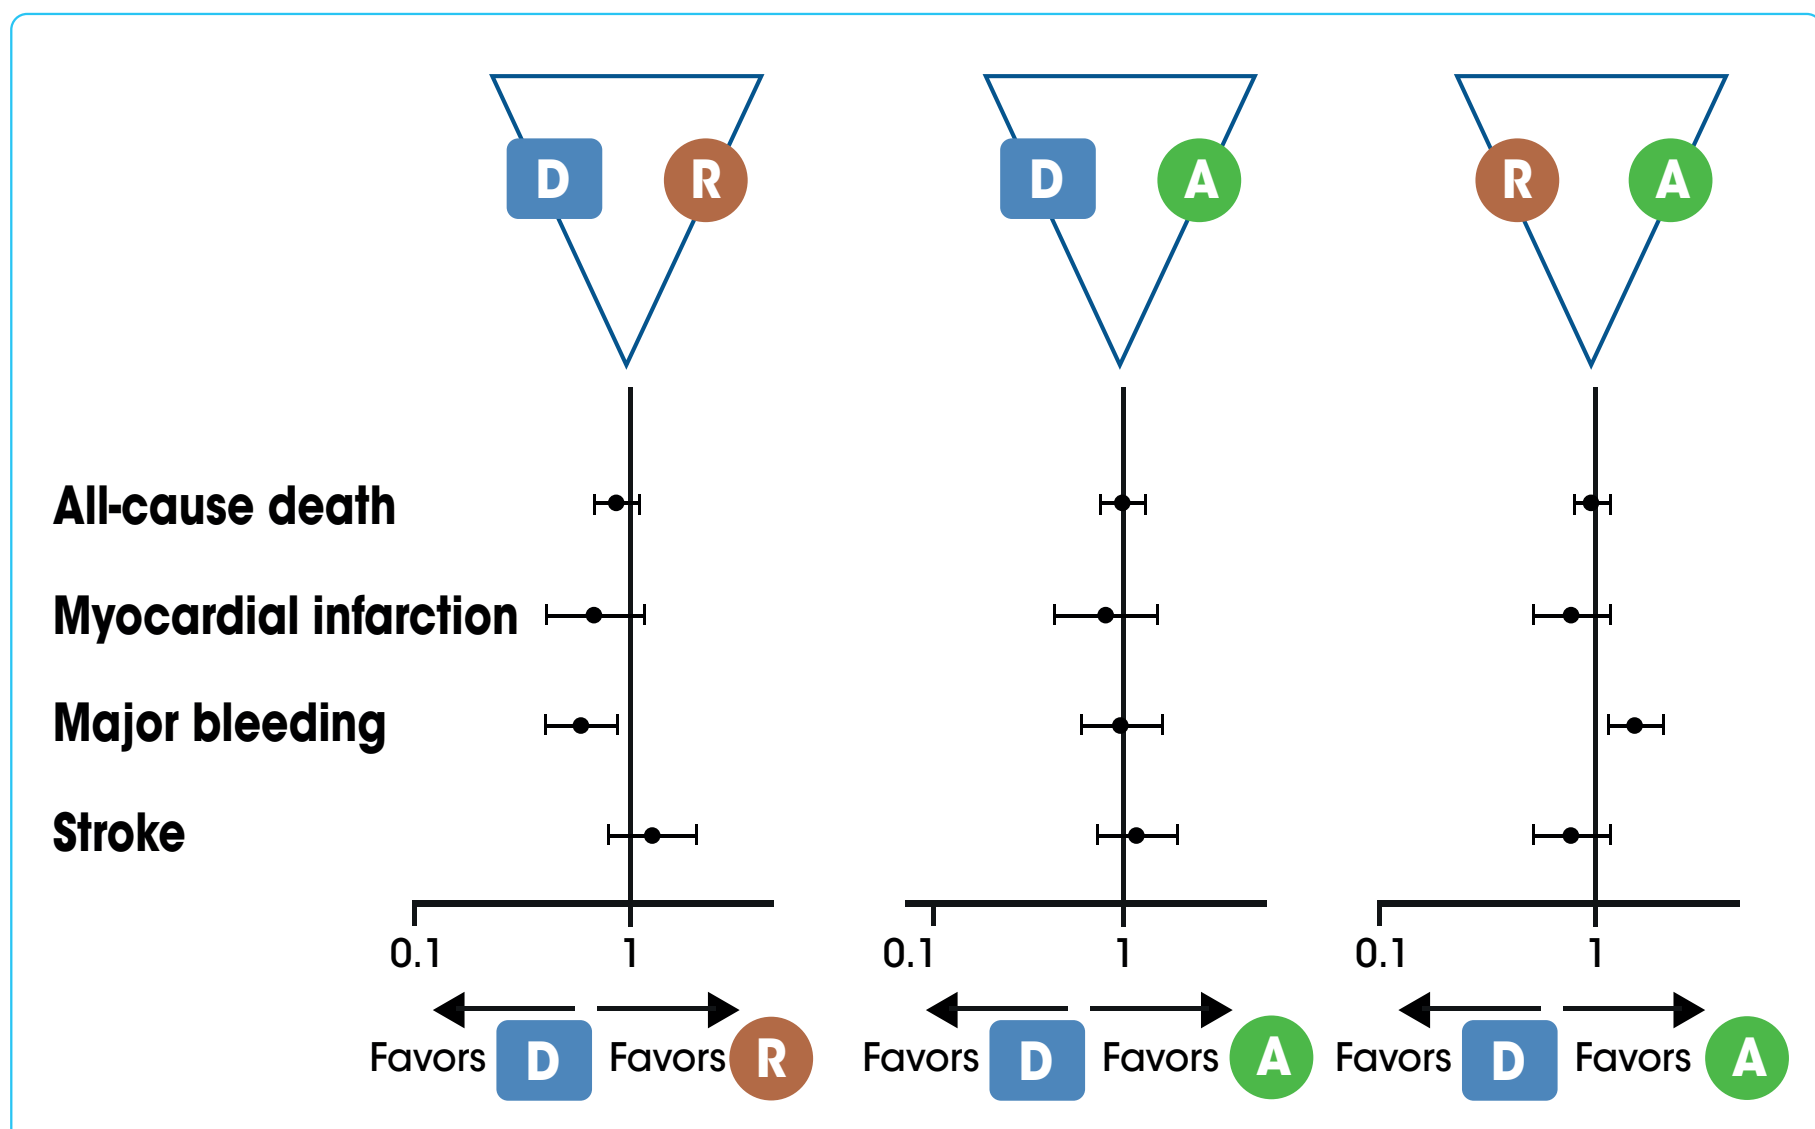 D R D A R A
All-cause death
Myocardial infarction
Major bleeding
Stroke
0.1 1 0.1 1 0.1 1
Favors D Favors R Favors D Favors A Favors D Favors A